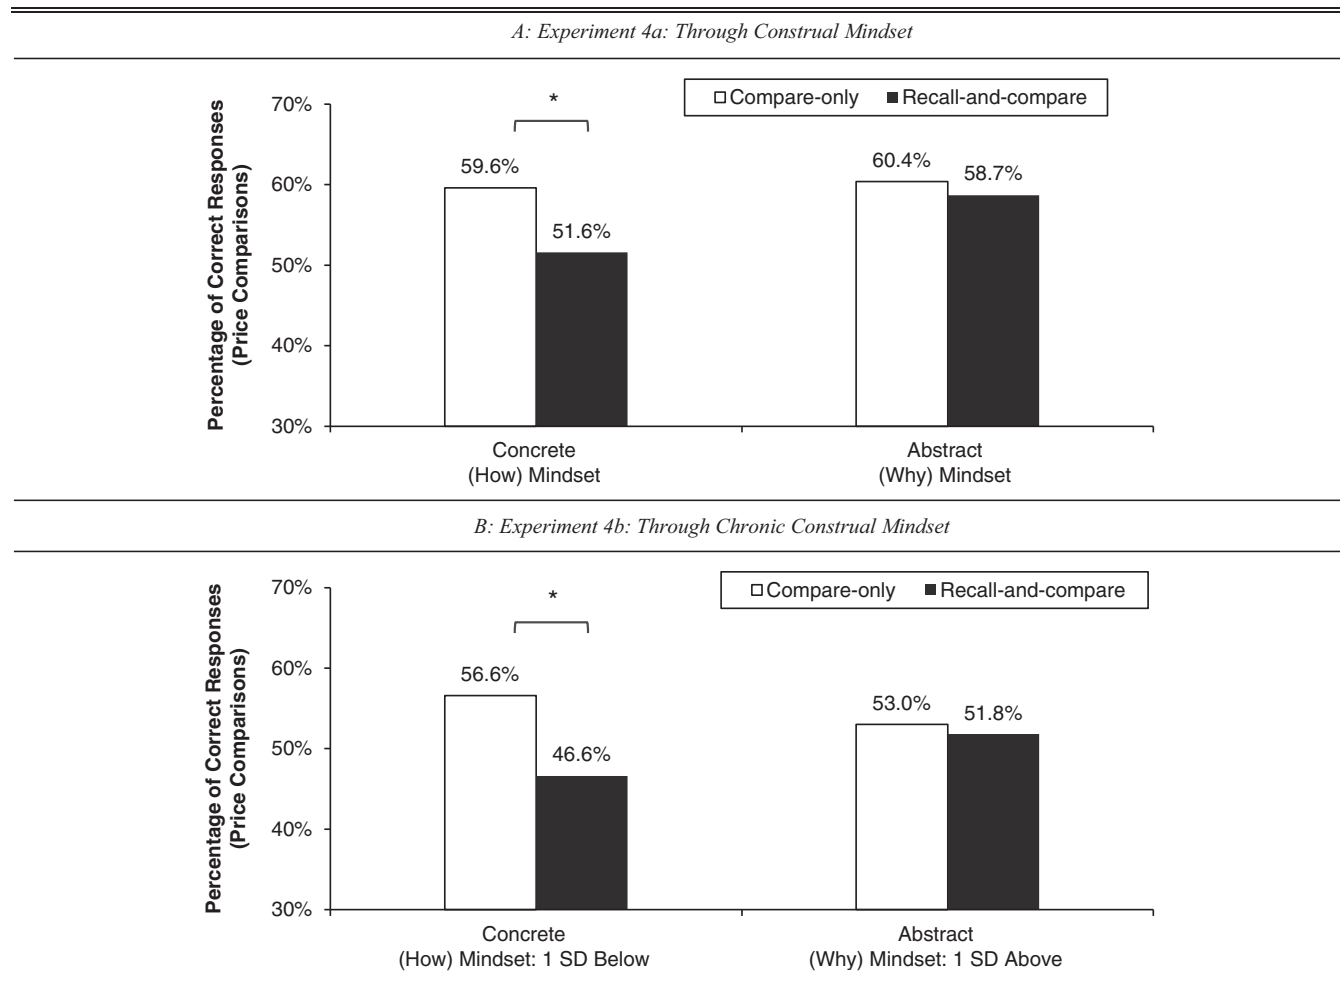 A: Experiment 4a: Through Construal Mindset
Percentage of Correct Responses
(Price Comparisons)
70%
60%
50%
40%
30%
□ Compare-only ■ Recall-and-compare
*
59.6%
51.6%
60.4%
58.7%
Concrete
(How) Mindset
Abstract
(Why) Mindset
B: Experiment 4b: Through Chronic Construal Mindset
Percentage of Correct Responses
(Price Comparisons)
70%
60%
50%
40%
30%
□ Compare-only ■ Recall-and-compare
*
56.6%
46.6%
53.0%
51.8%
Concrete
(How) Mindset: 1 SD Below
Abstract
(Why) Mindset: 1 SD Above